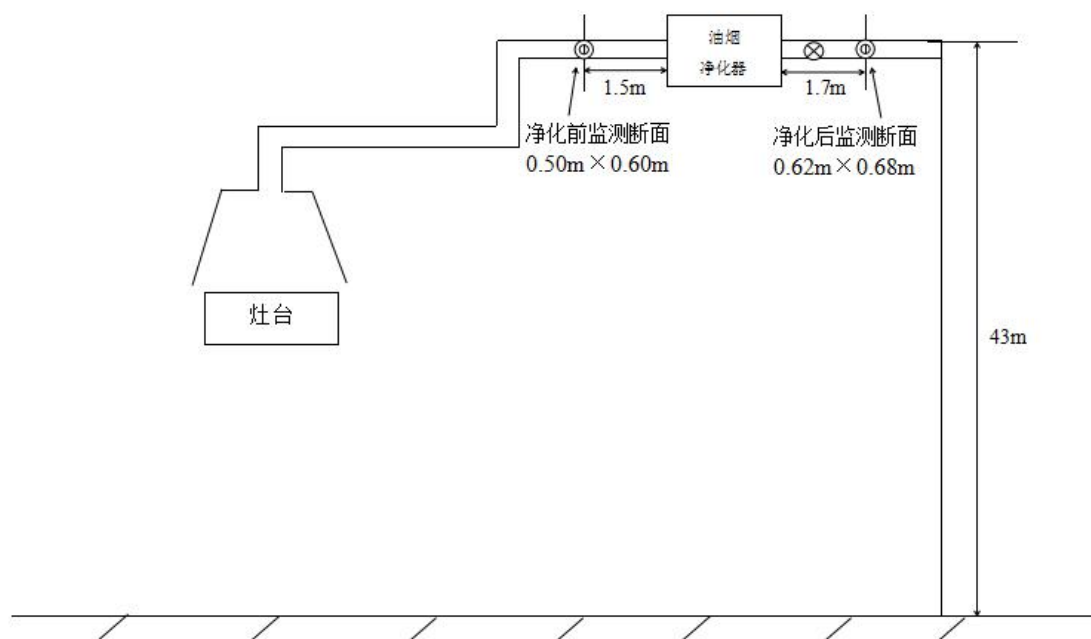 油烟
净化器
1.5m
1.7m
净化前监测断面
0.50m×0.60m
净化后监测断面
0.62m×0.68m
灶台
43m